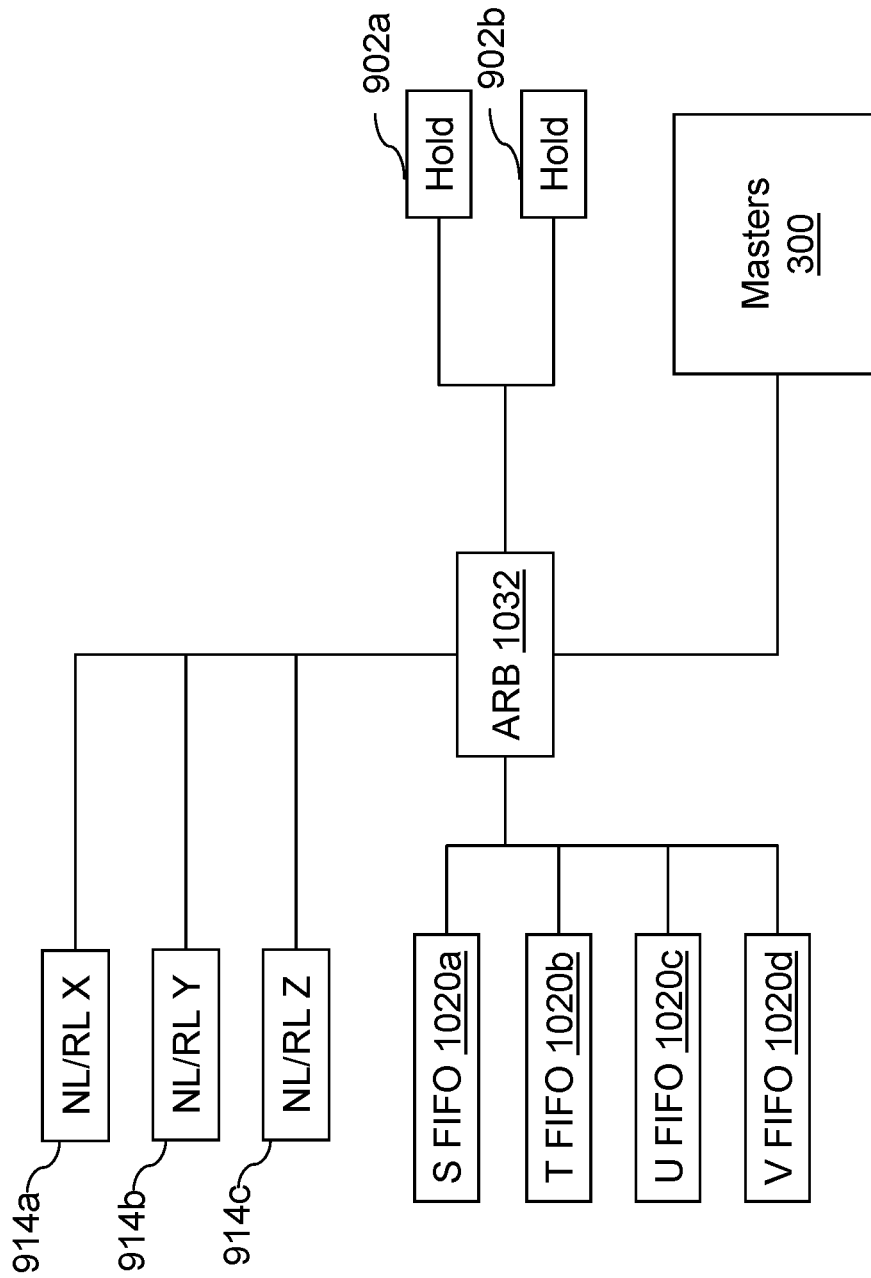 914a
NL/RL X
914b
NL/RL Y
914c
NL/RL Z
S FIFO 1020a
T FIFO 1020b
U FIFO 1020c
V FIFO 1020d
ARB 1032
902a
Hold
902b
Hold
Masters
300